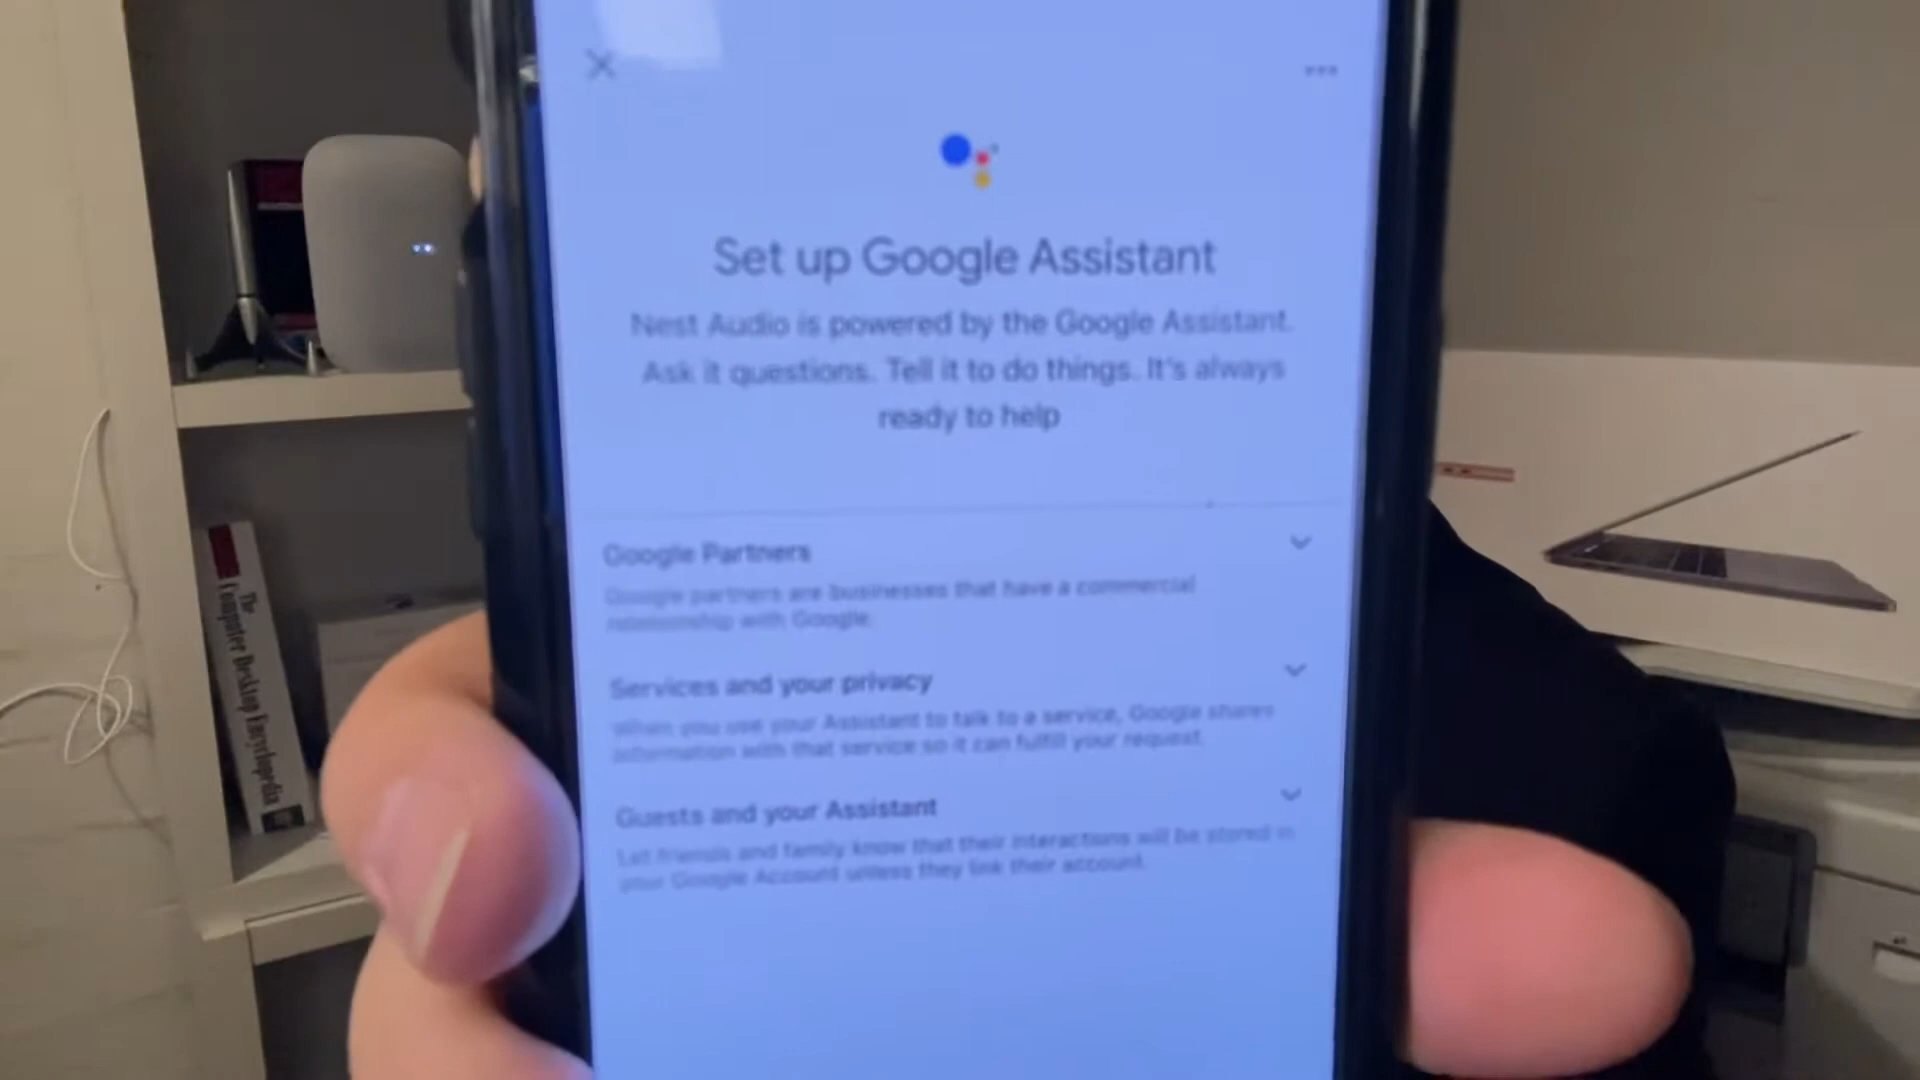 Set up Google Assistant
Nest Audio is powered by the Google Assistant.
Ask it questions. Tell it to do things. It's always
ready to help
Google Partners
Google partners are businesses that have a commercial
relationship with Google.
Services and your privacy
When you use your Assistant to talk to a service, Google shares
information with that service so it can fulfill your request.
Guests and your Assistant
Let friends and family know that their interactions will be stored in
your Google Account unless they link their account.
The
Computer Desktop Encyclopedia